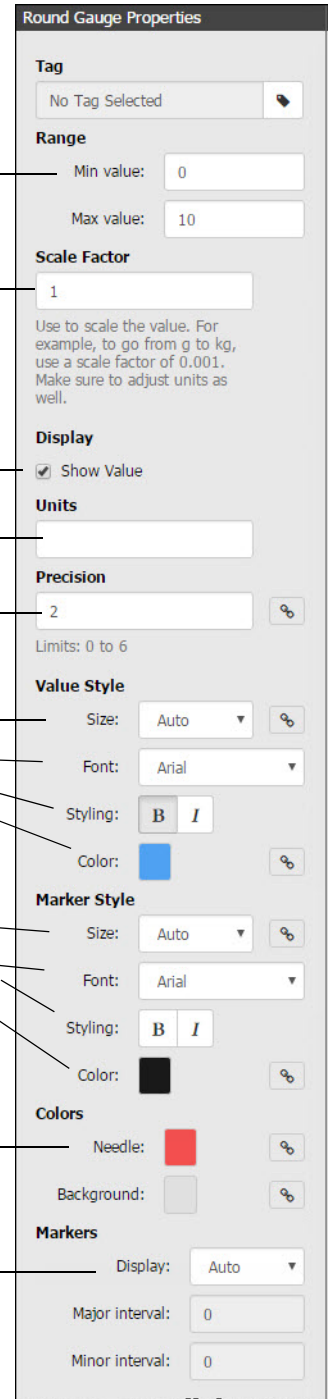 Round Gauge Properties
Tag
No Tag Selected
Range
Min value: 0
Max value: 10
Scale Factor
1
Use to scale the value. For
example, to go from g to kg,
use a scale factor of 0.001.
Make sure to adjust units as
well.
Display
Show Value
Units
Precision
2
Limits: 0 to 6
Value Style
Size: Auto
Font: Arial
Styling: B I
Color:
Marker Style
Size: Auto
Font: Arial
Styling: B I
Color:
Colors
Needle:
Background:
Markers
Display: Auto
Major interval: 0
Minor interval: 0